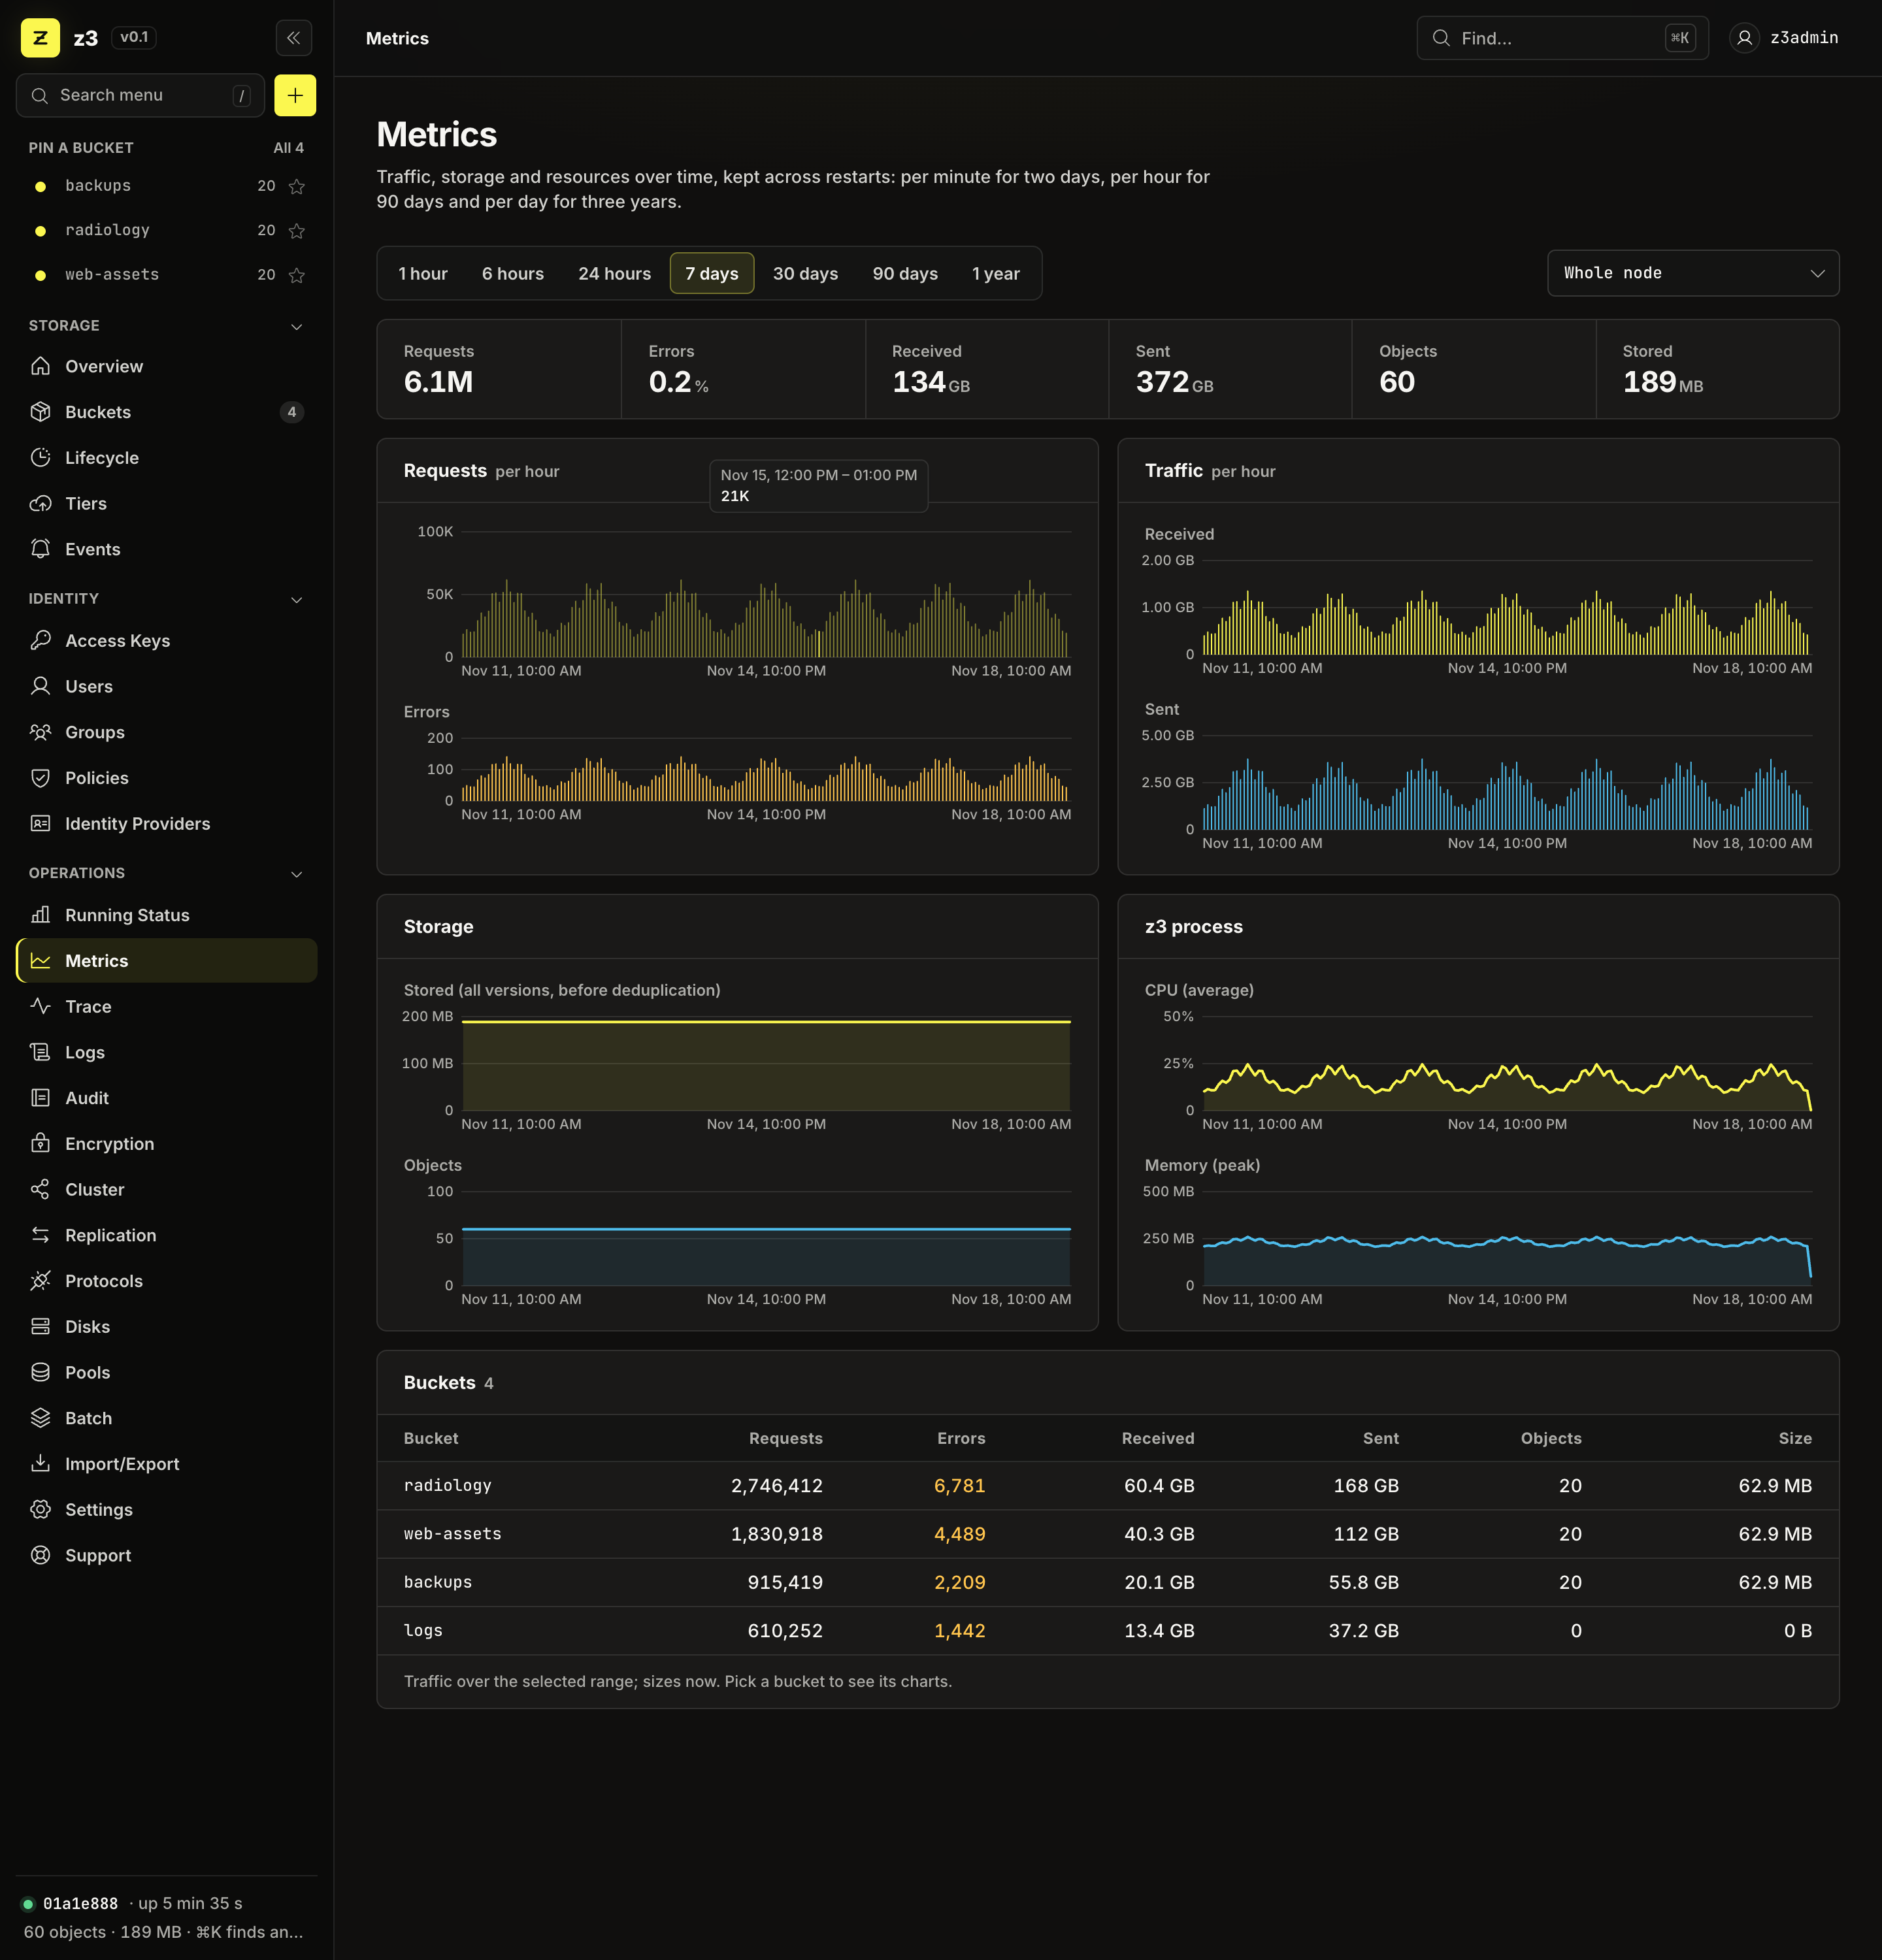 z3 v0.1
Search menu /
PIN A BUCKET All 4
backups 20
radiology 20
web-assets 20
STORAGE
Overview
Buckets 4
Lifecycle
Tiers
Events
IDENTITY
Access Keys
Users
Groups
Policies
Identity Providers
OPERATIONS
Running Status
Metrics
Trace
Logs
Audit
Encryption
Cluster
Replication
Protocols
Disks
Pools
Batch
Import/Export
Settings
Support
01a1e888 · up 5 min 35 s
60 objects · 189 MB · ⌘K finds an...
Metrics
Find... ⌘K
z3admin
Metrics
Traffic, storage and resources over time, kept across restarts: per minute for two days, per hour for
90 days and per day for three years.
1 hour 6 hours 24 hours 7 days 30 days 90 days 1 year
Whole node
Requests
6.1M
Errors
0.2 %
Received
134 GB
Sent
372 GB
Objects
60
Stored
189 MB
Requests per hour
Nov 15, 12:00 PM – 01:00 PM
21K
100K
50K
0
Nov 11, 10:00 AM Nov 14, 10:00 PM Nov 18, 10:00 AM
Errors
200
100
0
Nov 11, 10:00 AM Nov 14, 10:00 PM Nov 18, 10:00 AM
Traffic per hour
Received
2.00 GB
1.00 GB
0
Nov 11, 10:00 AM Nov 14, 10:00 PM Nov 18, 10:00 AM
Sent
5.00 GB
2.50 GB
0
Nov 11, 10:00 AM Nov 14, 10:00 PM Nov 18, 10:00 AM
Storage
Stored (all versions, before deduplication)
200 MB
100 MB
0
Nov 11, 10:00 AM Nov 14, 10:00 PM Nov 18, 10:00 AM
Objects
100
50
0
Nov 11, 10:00 AM Nov 14, 10:00 PM Nov 18, 10:00 AM
z3 process
CPU (average)
50%
25%
0
Nov 11, 10:00 AM Nov 14, 10:00 PM Nov 18, 10:00 AM
Memory (peak)
500 MB
250 MB
0
Nov 11, 10:00 AM Nov 14, 10:00 PM Nov 18, 10:00 AM
Buckets 4
Bucket Requests Errors Received Sent Objects Size
radiology 2,746,412 6,781 60.4 GB 168 GB 20 62.9 MB
web-assets 1,830,918 4,489 40.3 GB 112 GB 20 62.9 MB
backups 915,419 2,209 20.1 GB 55.8 GB 20 62.9 MB
logs 610,252 1,442 13.4 GB 37.2 GB 0 0 B
Traffic over the selected range; sizes now. Pick a bucket to see its charts.